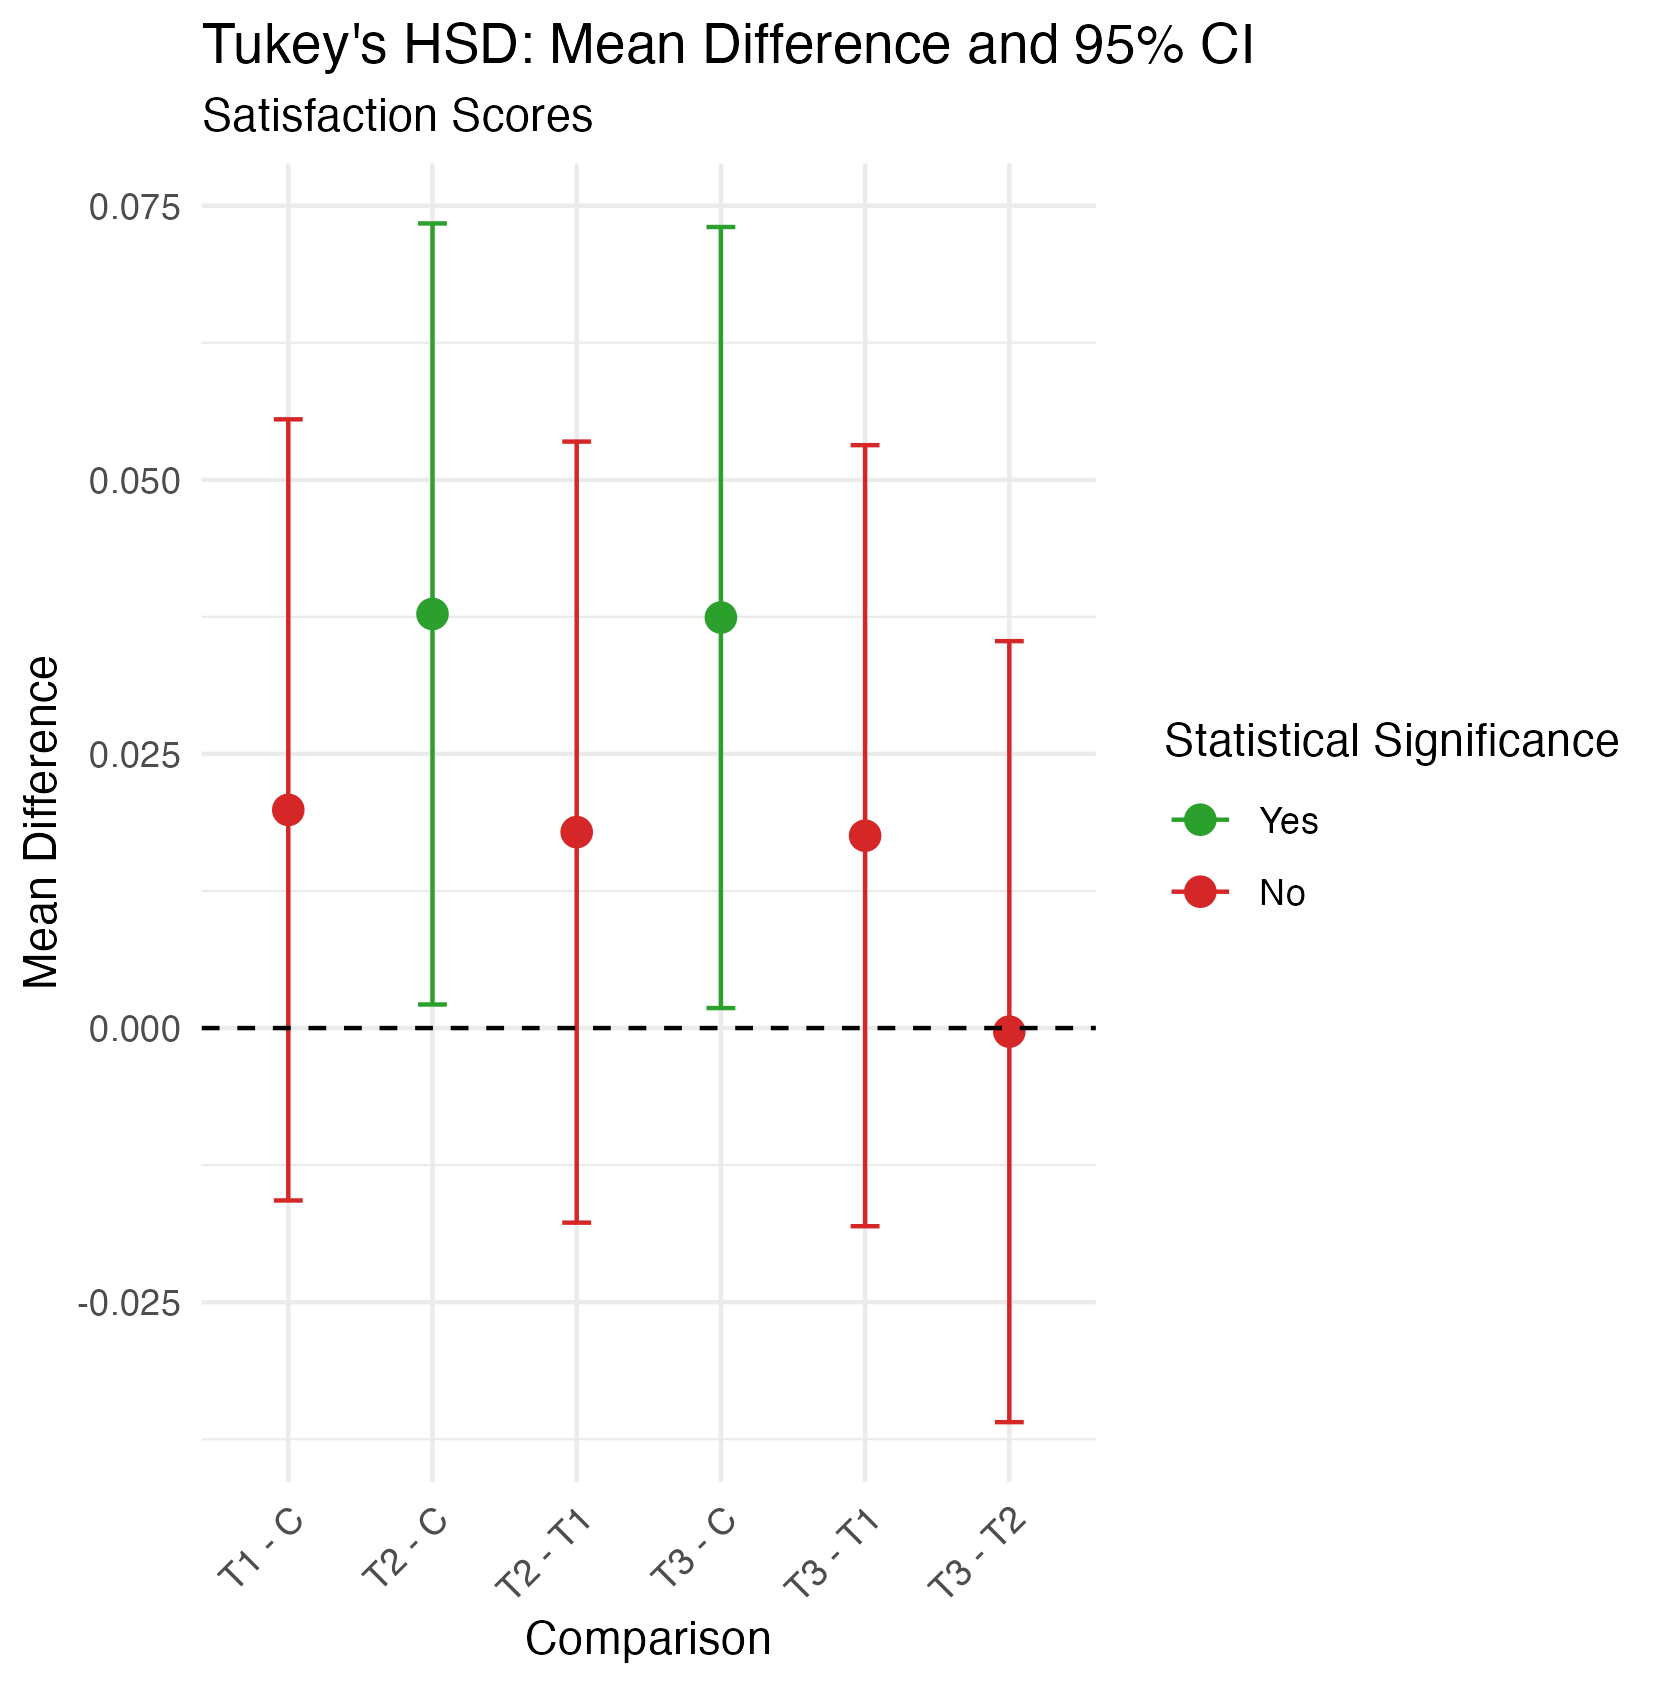 Tukey's HSD: Mean Difference and 95% CI
Satisfaction Scores
Mean Difference
0.075
0.050
0.025
0.000
-0.025
T1 - C
T2 - C
T2 - T1
T3 - C
T3 - T1
T3 - T2
Comparison
Statistical Significance
Yes
No